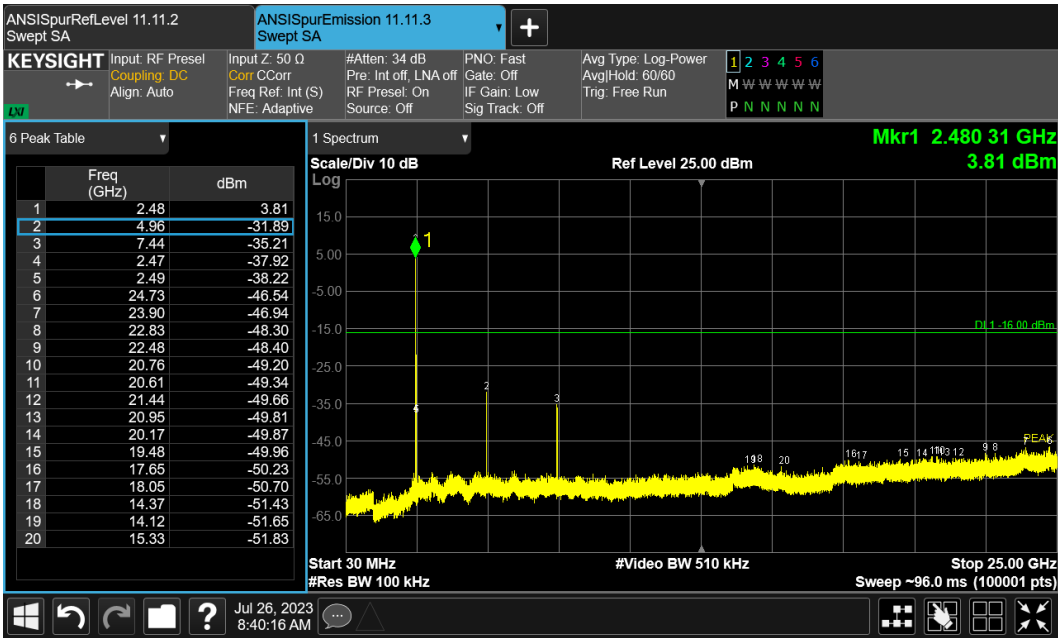 ANSISpurRefLevel 11.11.2
Swept SA
ANSISpurEmission 11.11.3
Swept SA
KEYSIGHT
LXI
Input: RF Presel
Coupling: DC
Align: Auto
Input Z: 50 Ω
Corr CCorr
Freq Ref: Int (S)
NFE: Adaptive
#Atten: 34 dB
Pre: Int off, LNA off
RF Presel: On
Source: Off
PNO: Fast
Gate: Off
IF Gain: Low
Sig Track: Off
Avg Type: Log-Power
Avg|Hold: 60/60
Trig: Free Run
1 2 3 4 5 6
M W W W W W W
P N N N N N N
6 Peak Table
Freq (GHz) dBm
1 2.48 3.81
2 4.96 -31.89
3 7.44 -35.21
4 2.47 -37.92
5 2.49 -38.22
6 24.73 -46.54
7 23.90 -46.94
8 22.83 -48.30
9 22.48 -48.40
10 20.76 -49.20
11 20.61 -49.34
12 21.44 -49.66
13 20.95 -49.81
14 20.17 -49.87
15 19.48 -49.96
16 17.65 -50.23
17 18.05 -50.70
18 14.37 -51.43
19 14.12 -51.65
20 15.33 -51.83
1 Spectrum
Mkr1 2.480 31 GHz
3.81 dBm
Scale/Div 10 dB
Ref Level 25.00 dBm
Log
15.0
1
5.00
-5.00
-15.0
DL1 -16.00 dBm
-25.0
2
-35.0
3
-45.0
PEAK
20
16 17
15
14
12
9 8
-55.0
-65.0
Start 30 MHz
#Video BW 510 kHz
Stop 25.00 GHz
#Res BW 100 kHz
Sweep ~96.0 ms (100001 pts)
?
Jul 26, 2023
8:40:16 AM